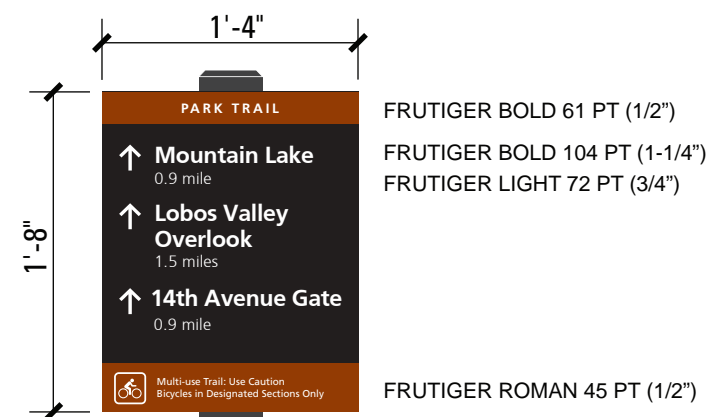 1'-4"
PARK TRAIL
FRUTIGER BOLD 61 PT (1/2”)
Mountain Lake
FRUTIGER BOLD 104 PT (1-1/4”)
0.9 mile
FRUTIGER LIGHT 72 PT (3/4”)
Lobos Valley
Overlook
1.5 miles
1'-8"
14th Avenue Gate
0.9 mile
Multi-use Trail: Use Caution
Bicycles in Designated Sections Only
FRUTIGER ROMAN 45 PT (1/2”)